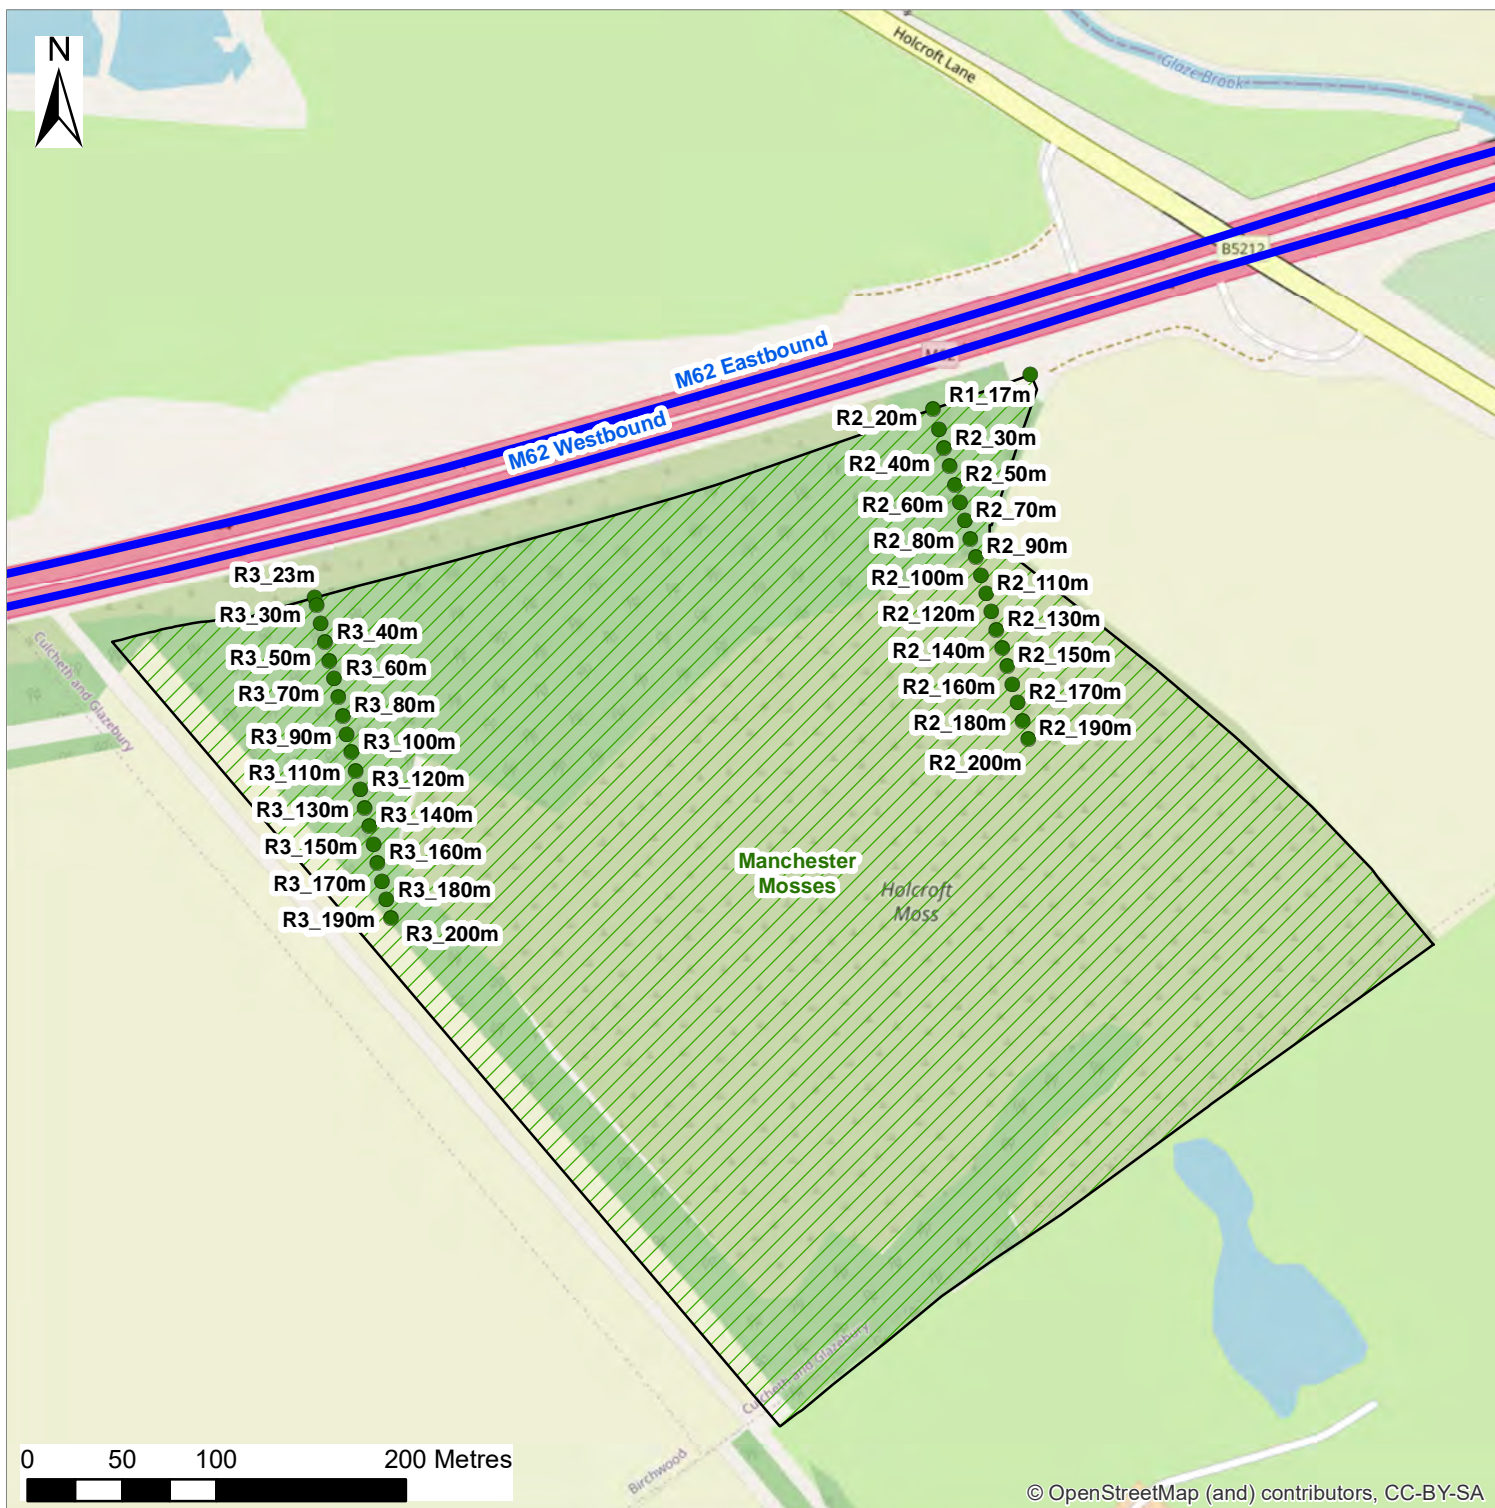 N
Holcroft Lane
Glaze Brook
B5212
M62 Eastbound
M62 Westbound
R1_17m
R2_20m
R2_30m
R2_40m
R2_50m
R2_60m
R2_70m
R2_80m
R2_90m
R2_100m
R2_110m
R2_120m
R2_130m
R2_140m
R2_150m
R2_160m
R2_170m
R2_180m
R2_190m
R2_200m
R3_23m
R3_30m
R3_40m
R3_50m
R3_60m
R3_70m
R3_80m
R3_90m
R3_100m
R3_110m
R3_120m
R3_130m
R3_140m
R3_150m
R3_160m
R3_170m
R3_180m
R3_190m
R3_200m
Culcheth and Glazebury
Manchester
Mosses
Holcroft
Moss
Culcheth and Glazebury
Birchwood
0 50 100 200 Metres
© OpenStreetMap (and) contributors, CC-BY-SA